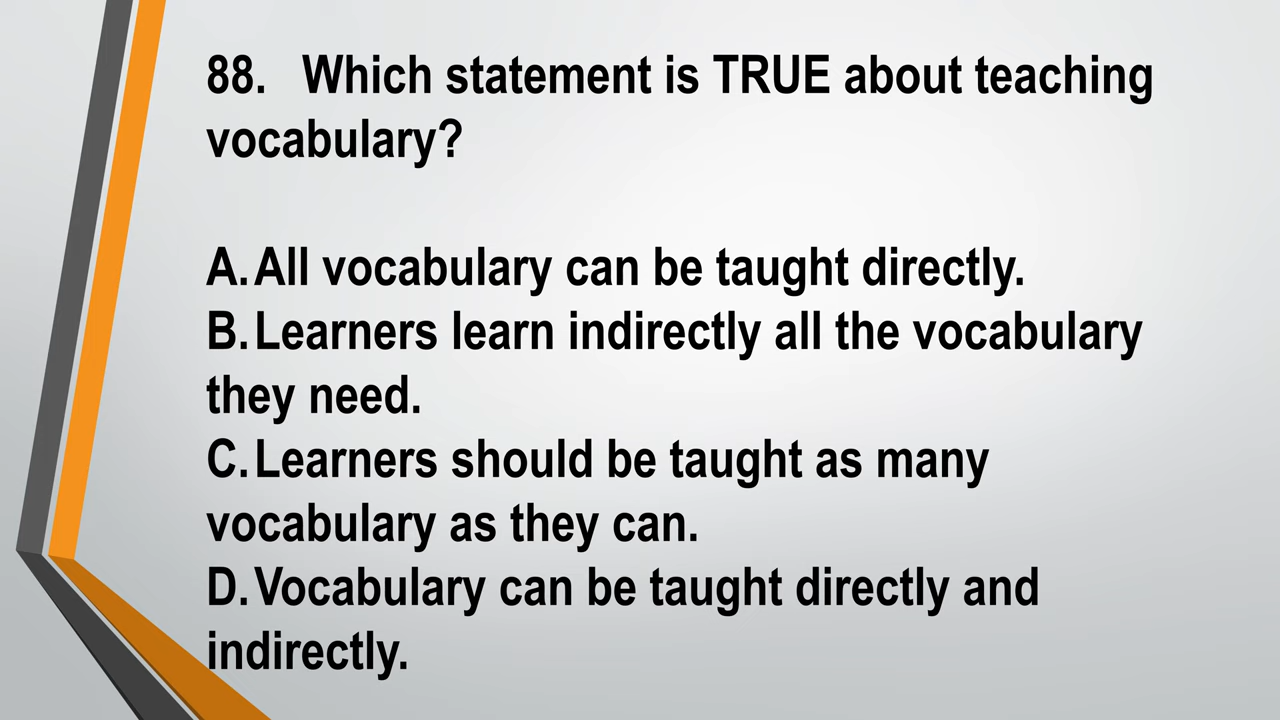 88. Which statement is TRUE about teaching
vocabulary?
A. All vocabulary can be taught directly.
B. Learners learn indirectly all the vocabulary
they need.
C. Learners should be taught as many
vocabulary as they can.
D. Vocabulary can be taught directly and
indirectly.